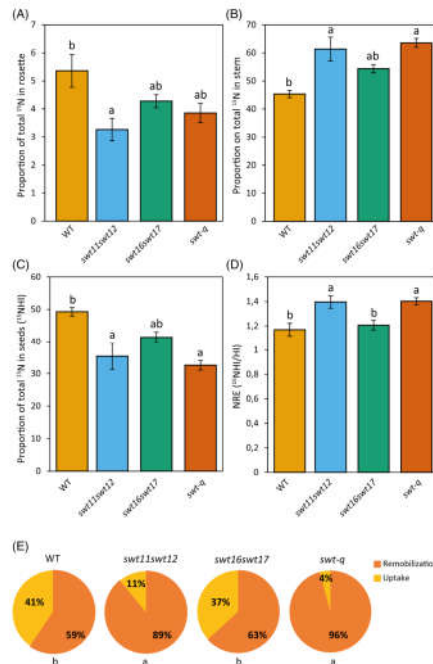 (A)
Proportion of total ¹⁵N in rosette
7
6
5
4
3
2
1
0
b
a
ab
ab
WT
swt11swt12
swt16swt17
swt-q
(B)
Proportion on total ¹⁵N in stem
80
70
60
50
40
30
20
10
0
b
a
ab
a
WT
swt11swt12
swt16swt17
swt-q
(C)
Proportion of total ¹⁵N in seeds (¹⁵NHI)
60
50
40
30
20
10
0
b
a
ab
a
WT
swt11swt12
swt16swt17
swt-q
(D)
NRE (¹⁵NHI/HI)
1,6
1,4
1,2
1
0,8
0,6
0,4
0,2
0
b
a
b
a
WT
swt11swt12
swt16swt17
swt-q
(E)
WT
swt11swt12
swt16swt17
swt-q
41%
59%
11%
89%
37%
63%
4%
96%
b
a
b
a
Remobilizatio
Uptake